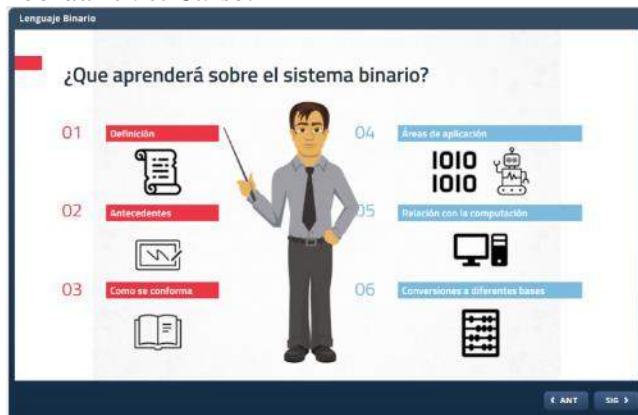 Lenguaje Binario
¿Que aprenderá sobre el sistema binario?
01
Definición
02
Antecedentes
03
Como se conforma
04
Áreas de aplicación
1010
1010
05
Relación con la computación
06
Conversiones a diferentes bases
ANT
SIG